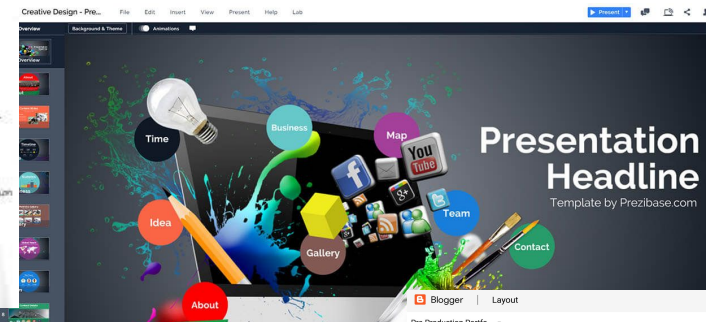 Creative Design - Pre...
File Edit Insert View Present Help Lab
Present
Overview
Background & Theme
Animations
Overview
Time
Business
Map
You
Tube
Presentation
Headline
Template by Prezibase.com
Idea
Team
Gallery
Contact
About
Blogger | Layout